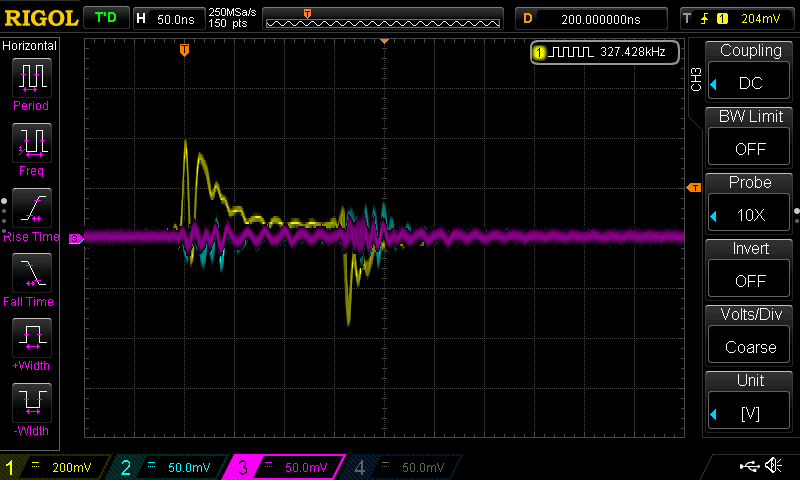 RIGOL T'D H 50.0ns 250MSa/s D 200.000000ns T 1 204mV
150 pts
T
Horizontal
1 327.428kHz
Period
Freq
Rise Time
Fall Time
+Width
-Width
T
3
T
CH3
Coupling
DC
BW Limit
OFF
Probe
10X
Invert
OFF
Volts/Div
Coarse
Unit
[V]
1 200mV 2 50.0mV 3 50.0mV 4 50.0mV